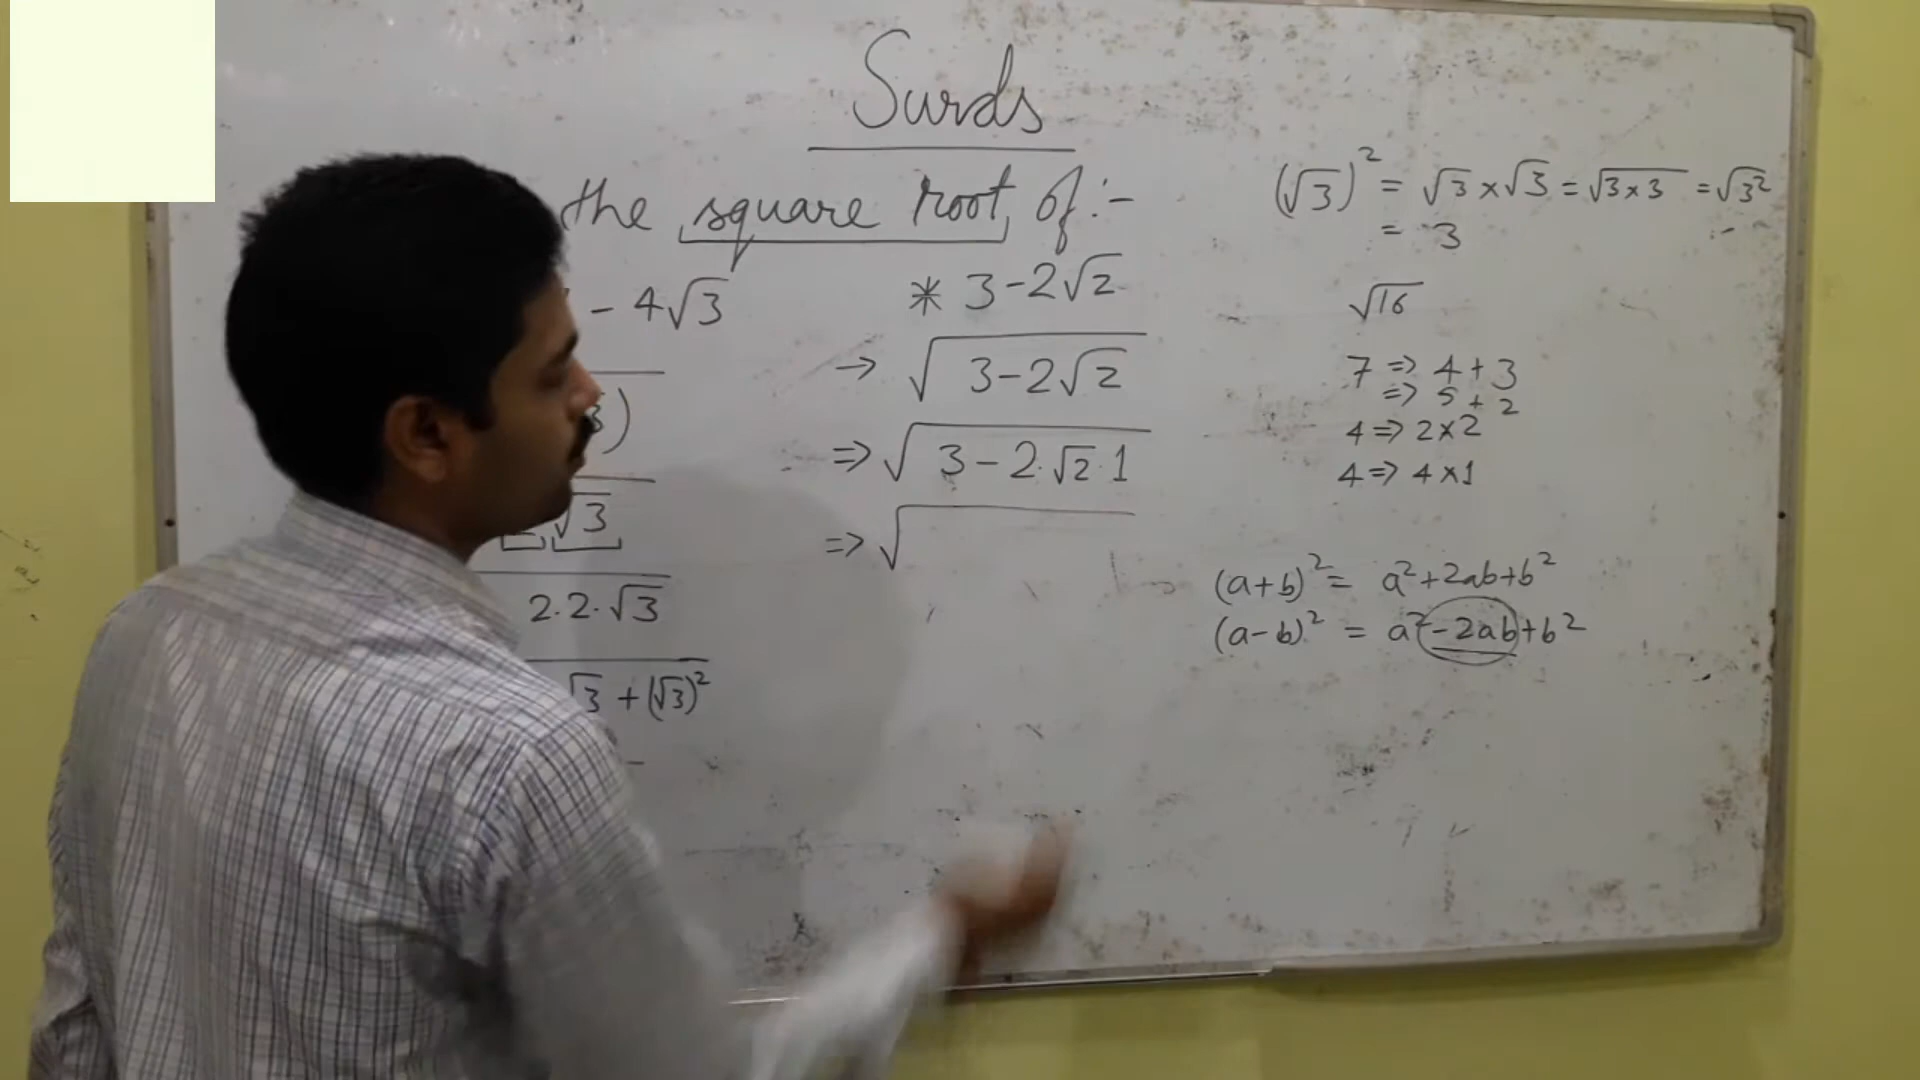 Surds
the square root of :-
- 4√3
3)
√3
2.2.√3
√3 + (√3)²
* 3-2√2
→ √(3-2√2)
⇒ √(3-2.√2.1)
⇒ √
(√3)² = √3 × √3 = √3×3 = √3²
= 3
√16
7 ⇒ 4+3
⇒ 5+2
4 ⇒ 2×2
4 ⇒ 4×1
(a+b)² = a²+2ab+b²
(a-b)² = a²-2ab+b²